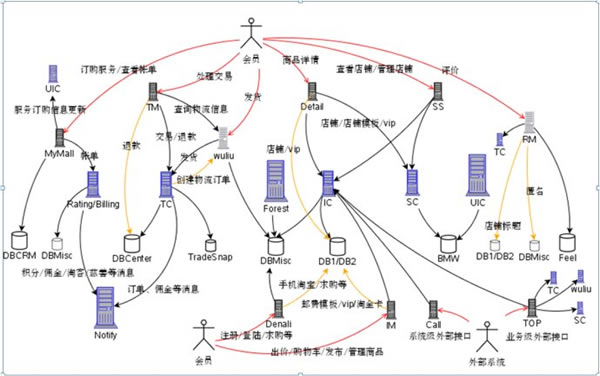 会员
订购服务/查看帐单
处理交易
商品详情
查看店铺/管理店铺
评价
UIC
TM
查询物流信息
发货
Detail
SS
服务订购信息更新
MyMall
退款
交易/退款
wuliu
店铺/店铺模板/vip
TC
RM
帐单
发货
店铺/vip
匿名
Rating/Billing
TC
创建物流订单
Forest
IC
SC
UIC
店铺标题
DBCRM
DBMisc
DBCenter
TradeSnap
DBMisc
DB1/DB2
BMW
DB1/DB2
DBMisc
Feel
积分/佣金/淘客/慈善等消息
订单、佣金等消息
手机淘宝/求购等
邮费模板/vip/淘金卡
TC
wuliu
SC
Notify
注册/登陆/求购等
Denali
IM
Call
TOP
系统级外部接口
业务级外部接口
会员
出价/购物车/发布/管理商品
外部系统